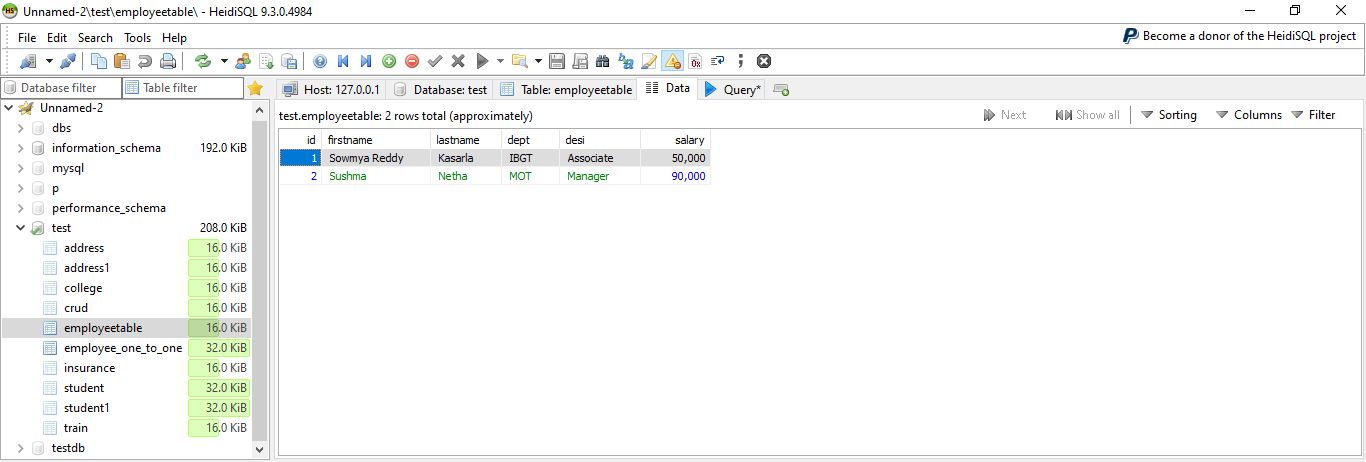 Unnamed-2\test\employeetable\ - HeidiSQL 9.3.0.4984
File Edit Search Tools Help
Become a donor of the HeidiSQL project
Database filter Table filter
Host: 127.0.0.1 Database: test Table: employeetable Data Query*
Unnamed-2
dbs
information_schema 192.0 KiB
mysql
p
performance_schema
test 208.0 KiB
address 16.0 KiB
address1 16.0 KiB
college 16.0 KiB
crud 16.0 KiB
employeetable 16.0 KiB
employee_one_to_one 32.0 KiB
insurance 16.0 KiB
student 32.0 KiB
student1 32.0 KiB
train 16.0 KiB
testdb
test.employeetable: 2 rows total (approximately) Next Show all Sorting Columns Filter
id firstname lastname dept desi salary
1 Sowmya Reddy Kasarla IBGT Associate 50,000
2 Sushma Netha MOT Manager 90,000